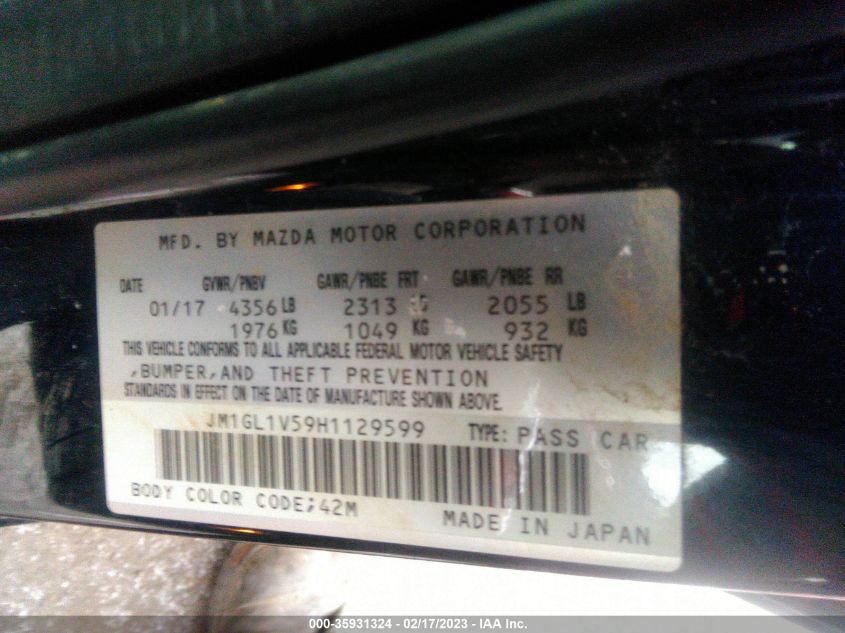 MFD. BY MAZDA MOTOR CORPORATION
DATE GVWR/PNBV GAWR/PNBE FRT GAWR/PNBE RR
01/17 4356 LB 2313 LB 2055 LB
1976 KG 1049 KG 932 KG
THIS VEHICLE CONFORMS TO ALL APPLICABLE FEDERAL MOTOR VEHICLE SAFETY
,BUMPER,AND THEFT PREVENTION
STANDARDS IN EFFECT ON THE DATE OF MANUFACTURE SHOWN ABOVE.
JM1GL1V59H1129599 TYPE: PASS CAR
BODY COLOR CODE;42M
MADE IN JAPAN
000-35931324 - 02/17/2023 - IAA Inc.